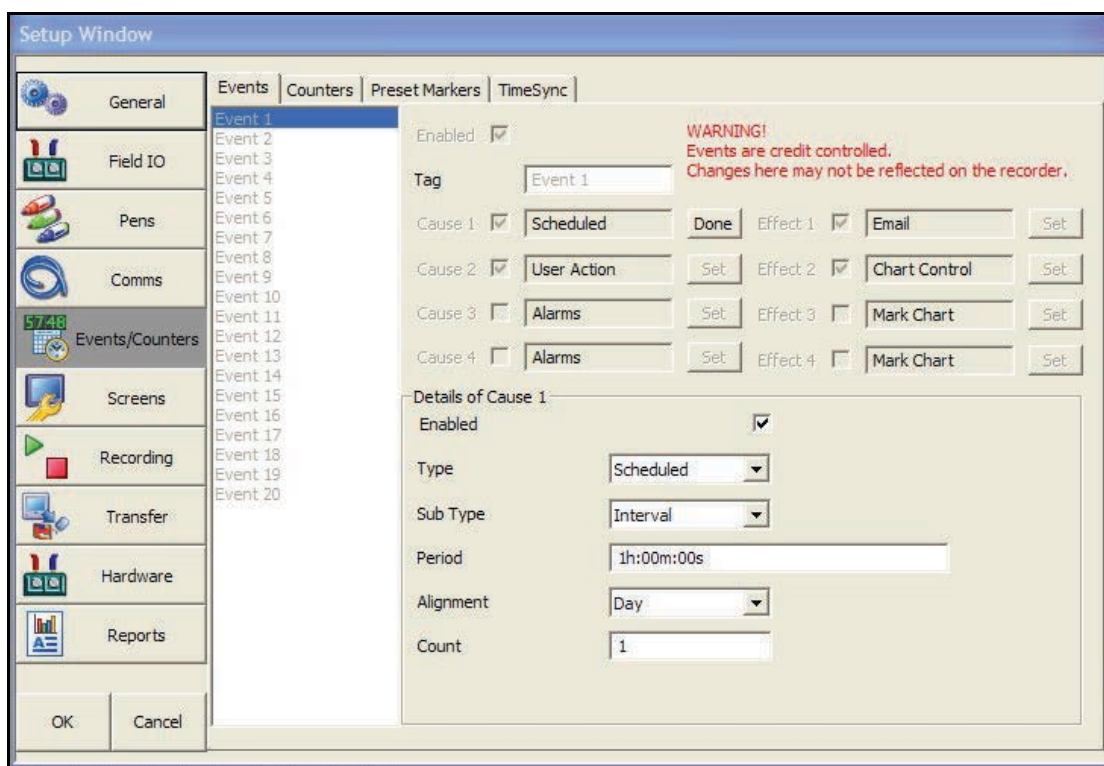 Setup Window
General
Field IO
Pens
Comms
5748
Events/Counters
Screens
Recording
Transfer
Hardware
Reports
OK
Cancel
Events
Counters
Preset Markers
TimeSync
Event 1
Event 2
Event 3
Event 4
Event 5
Event 6
Event 7
Event 8
Event 9
Event 10
Event 11
Event 12
Event 13
Event 14
Event 15
Event 16
Event 17
Event 18
Event 19
Event 20
Enabled
WARNING!
Events are credit controlled.
Changes here may not be reflected on the recorder.
Tag Event 1
Cause 1 Scheduled Done Effect 1 Email Set
Cause 2 User Action Set Effect 2 Chart Control Set
Cause 3 Alarms Set Effect 3 Mark Chart Set
Cause 4 Alarms Set Effect 4 Mark Chart Set
Details of Cause 1
Enabled
Type Scheduled
Sub Type Interval
Period 1h:00m:00s
Alignment Day
Count 1